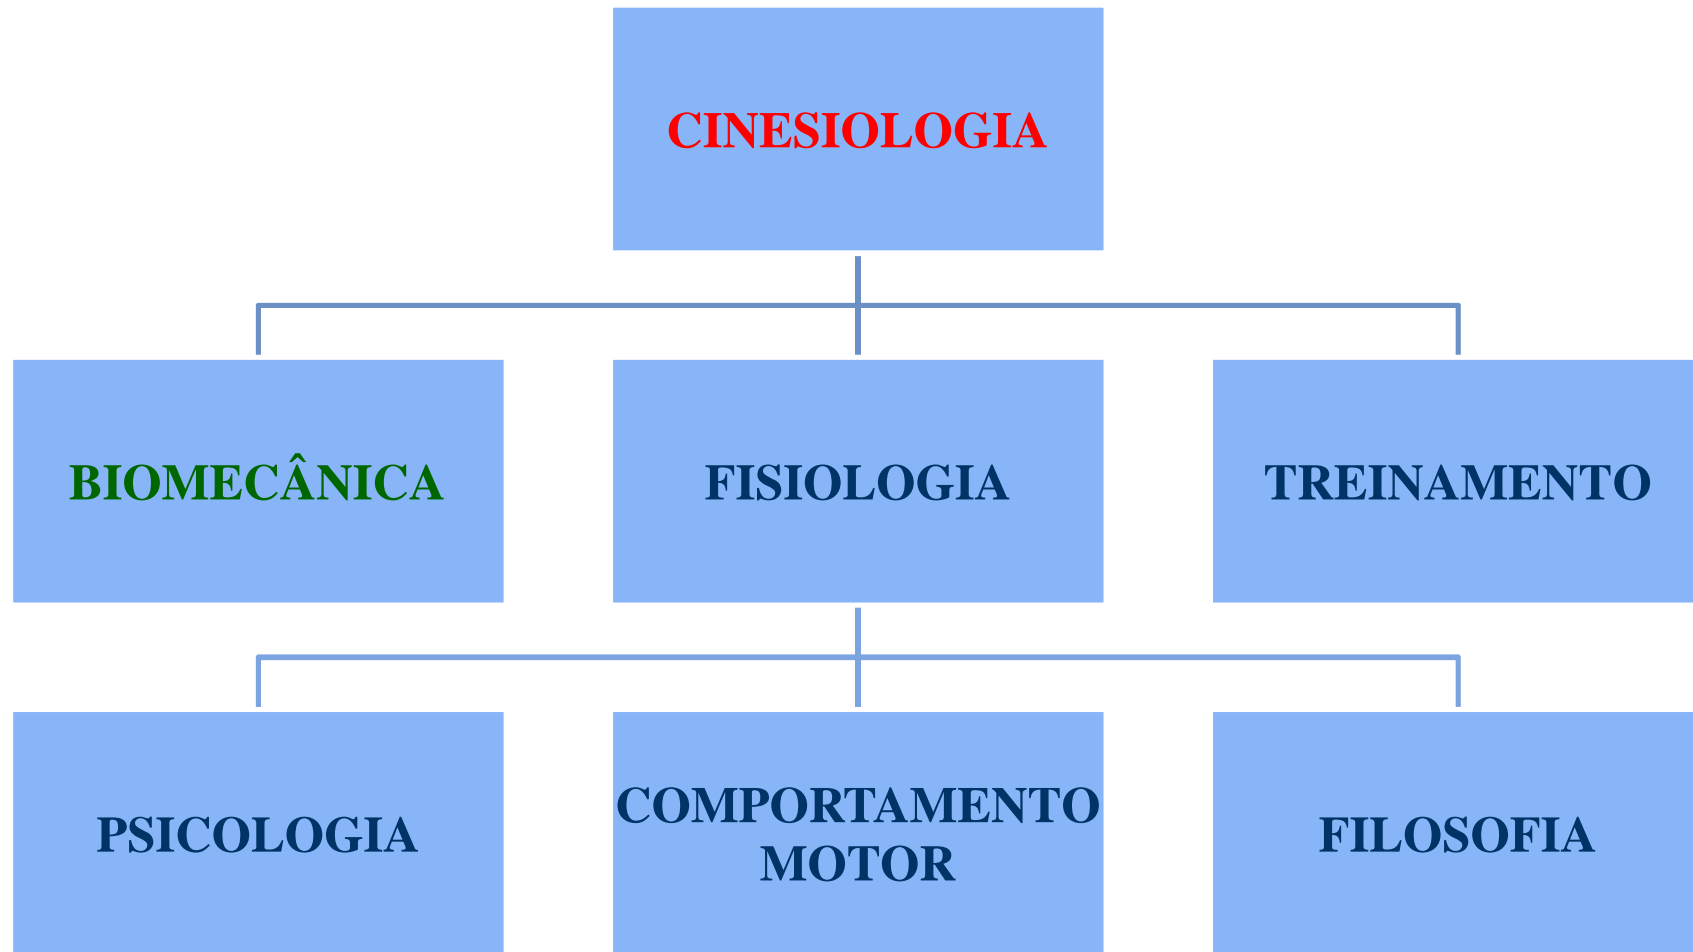 CINESIOLOGIA
BIOMECÂNICA
FISIOLOGIA
TREINAMENTO
PSICOLOGIA
COMPORTAMENTO
MOTOR
FILOSOFIA